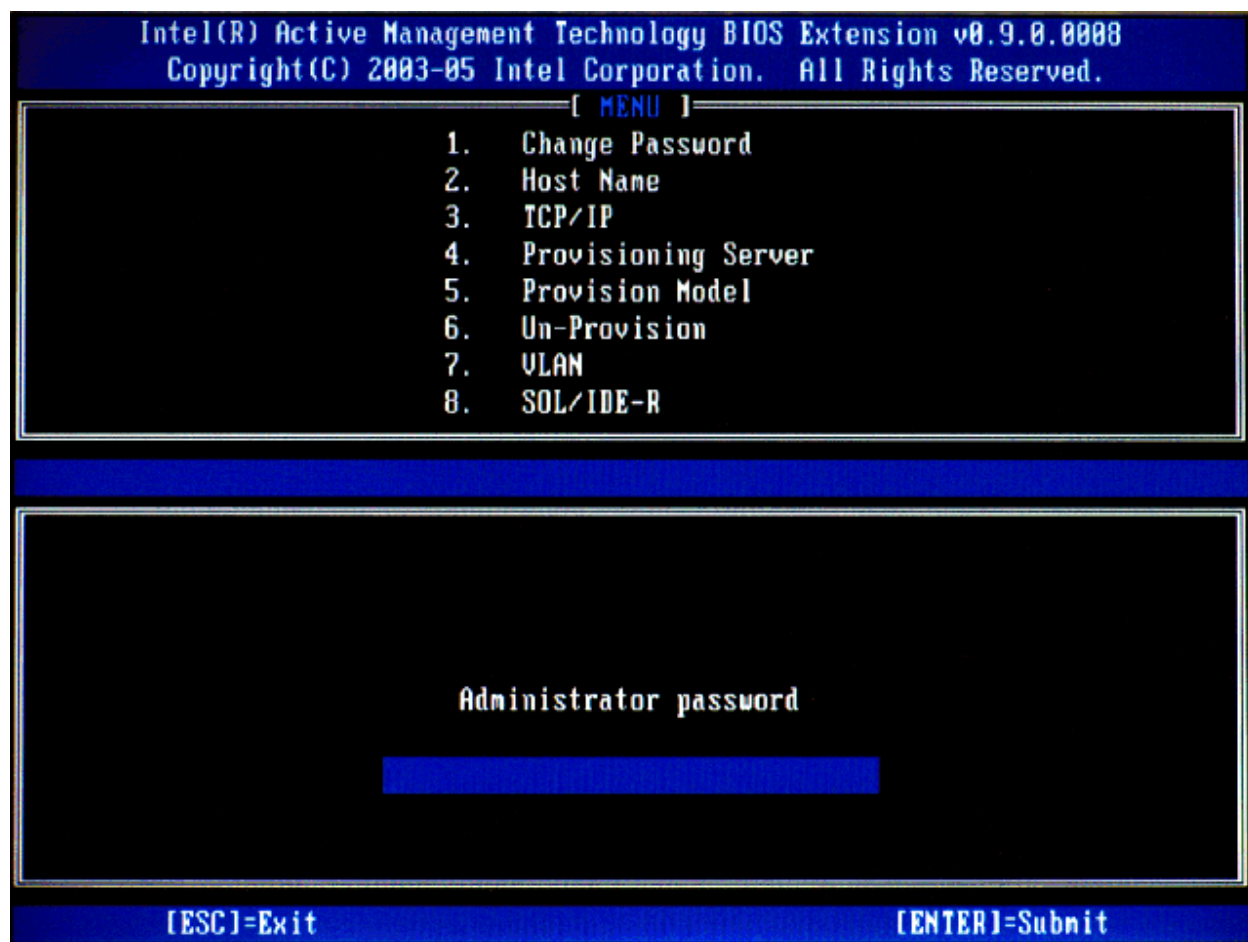 Intel(R) Active Management Technology BIOS Extension v0.9.0.0008
Copyright(C) 2003-05 Intel Corporation. All Rights Reserved.
[ MENU ]
1. Change Password
2. Host Name
3. TCP/IP
4. Provisioning Server
5. Provision Model
6. Un-Provision
7. VLAN
8. SOL/IDE-R
Administrator password
[ESC]=Exit [ENTER]=Submit